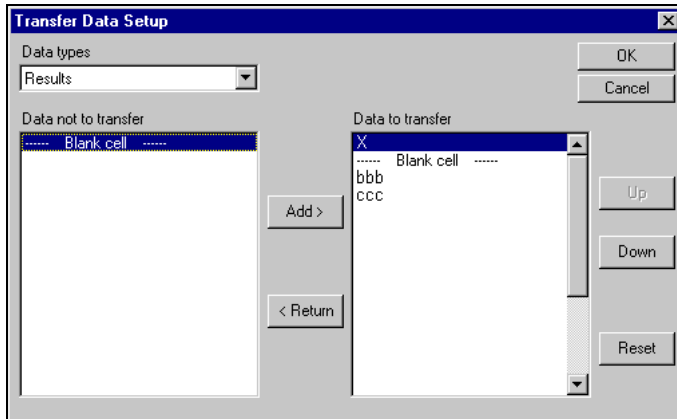 Transfer Data Setup
Data types
OK
Results
Cancel
Data not to transfer
Data to transfer
------ Blank cell ------
X
------ Blank cell ------
bbb
ccc
Up
Add >
Down
< Return
Reset